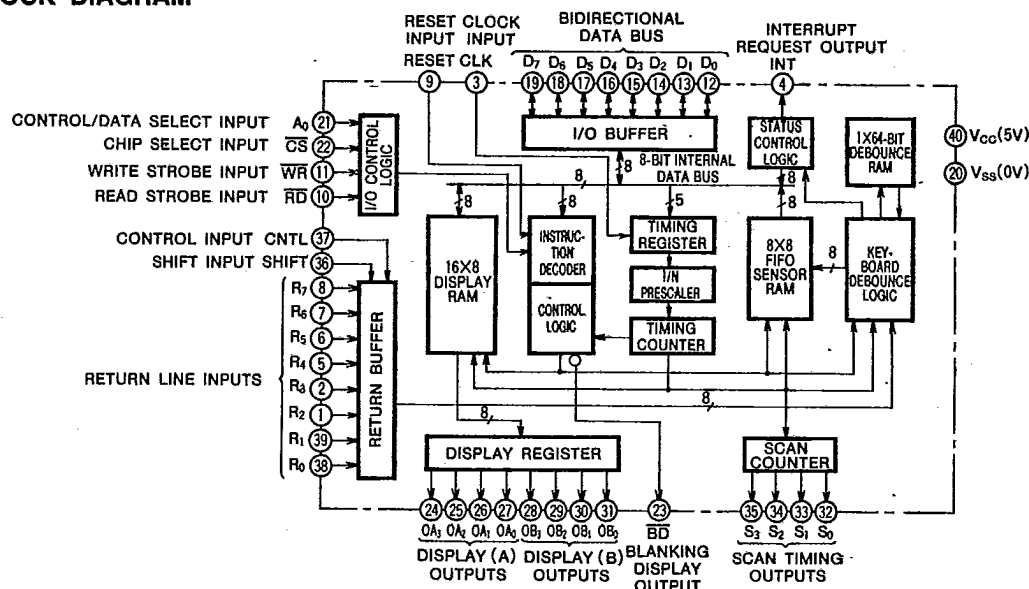 DIAGRAM
RESET CLOCK
INPUT INPUT
RESET CLK
BIDIRECTIONAL
DATA BUS
D7 D6 D5 D4 D3 D2 D1 D0
INTERRUPT
REQUEST OUTPUT
INT
9 3 19 18 17 16 15 14 13 12 4
CONTROL/DATA SELECT INPUT A0 21
CHIP SELECT INPUT C̅S̅ 22
WRITE STROBE INPUT W̅R̅ 11
READ STROBE INPUT R̅D̅ 10
I/O CONTROL
LOGIC
I/O BUFFER
STATUS
CONTROL
LOGIC
1X64-BIT
DEBOUNCE
RAM
40 VCC(5V)
20 VSS(0V)
8
8-BIT INTERNAL
DATA BUS
8
8
8
8
5
8
CONTROL INPUT CNTL 37
SHIFT INPUT SHIFT 36
R7 8
R6 7
R5 6
R4 5
R3 2
R2 1
R1 39
R0 38
RETURN LINE INPUTS
RETURN BUFFER
16X8
DISPLAY
RAM
INSTRUC-
TION
DECODER
CONTROL
LOGIC
TIMING
REGISTER
1/N
PRESCALER
TIMING
COUNTER
8X8
FIFO
SENSOR
RAM
8
KEY-
BOARD
DEBOUNCE
LOGIC
8
8
DISPLAY REGISTER
SCAN
COUNTER
24 25 26 27 28 29 30 31 23 35 34 33 32
OA3 OA2 OA1 OA0 OB3 OB2 OB1 OB0 B̅D̅ S3 S2 S1 S0
DISPLAY (A)
OUTPUTS
DISPLAY (B)
OUTPUTS
BLANKING
DISPLAY
OUTPUT
SCAN TIMING
OUTPUTS